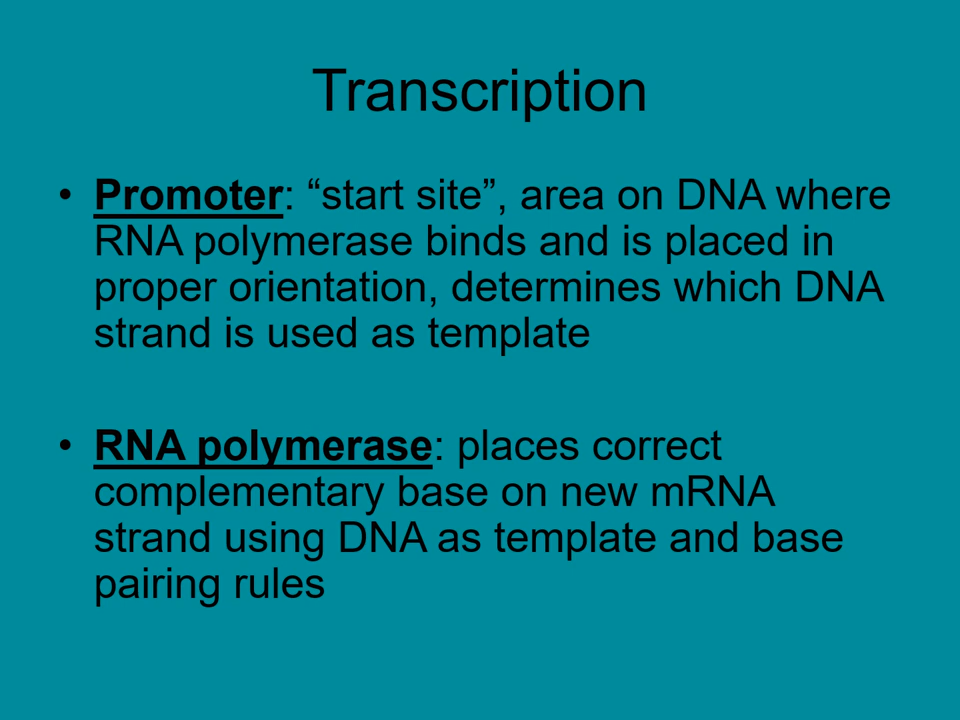 Transcription
• Promoter: “start site”, area on DNA where
RNA polymerase binds and is placed in
proper orientation, determines which DNA
strand is used as template
• RNA polymerase: places correct
complementary base on new mRNA
strand using DNA as template and base
pairing rules